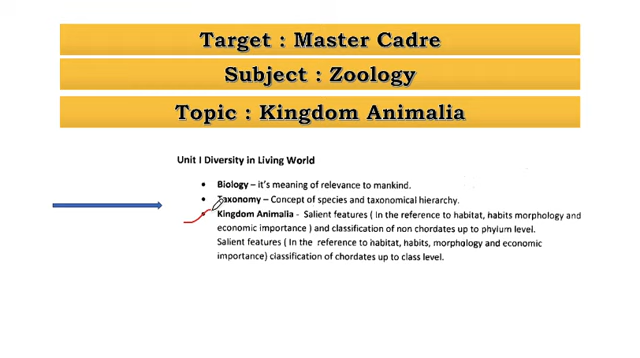 Target : Master Cadre
Subject : Zoology
Topic : Kingdom Animalia
Unit I Diversity in Living World
• Biology – it's meaning of relevance to mankind.
• Taxonomy – Concept of species and taxonomical hierarchy.
• Kingdom Animalia - Salient features ( In the reference to habitat, habits morphology and
economic importance ) and classification of non chordates up to phylum level.
Salient features ( In the reference to habitat, habits, morphology and economic
importance) classification of chordates up to class level.